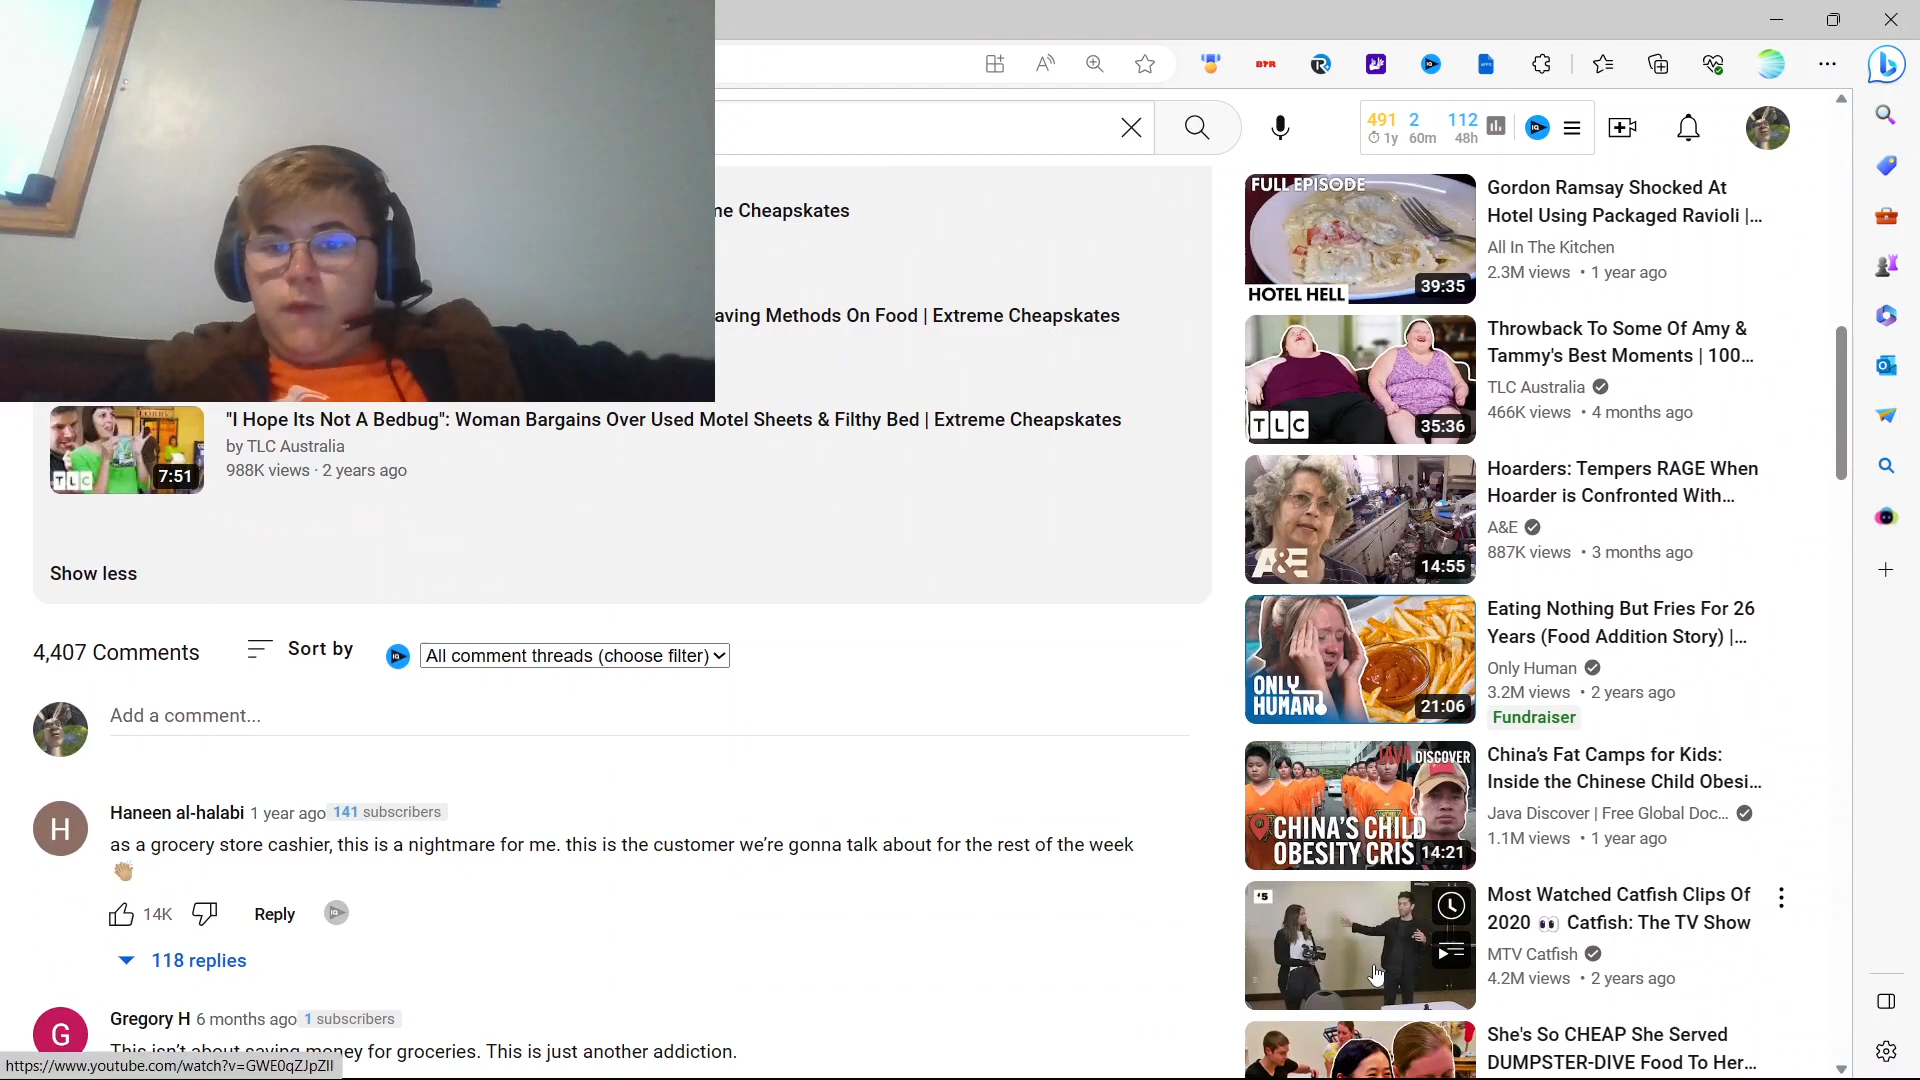 BTR
491 2 112
1y 60m 48h
me Cheapskates
aving Methods On Food | Extreme Cheapskates
"I Hope Its Not A Bedbug": Woman Bargains Over Used Motel Sheets & Filthy Bed | Extreme Cheapskates
by TLC Australia
988K views · 2 years ago
TLC
7:51
Show less
4,407 Comments
Sort by
All comment threads (choose filter)
Add a comment...
H
Haneen al-halabi 1 year ago 141 subscribers
as a grocery store cashier, this is a nightmare for me. this is the customer we're gonna talk about for the rest of the week
👏🏼
14K
Reply
118 replies
G
Gregory H 6 months ago 1 subscribers
This isn't about saving money for groceries. This is just another addiction.
https://www.youtube.com/watch?v=GWE0qZJpZII
FULL EPISODE
HOTEL HELL
39:35
Gordon Ramsay Shocked At
Hotel Using Packaged Ravioli |...
All In The Kitchen
2.3M views • 1 year ago
TLC
35:36
Throwback To Some Of Amy &
Tammy's Best Moments | 100...
TLC Australia
466K views • 4 months ago
A&E
14:55
Hoarders: Tempers RAGE When
Hoarder is Confronted With...
A&E
887K views • 3 months ago
ONLY
HUMAN
21:06
Eating Nothing But Fries For 26
Years (Food Addition Story) |...
Only Human
3.2M views • 2 years ago
Fundraiser
JAVA DISCOVER
CHINA'S CHILD
OBESITY CRIS
14:21
China's Fat Camps for Kids:
Inside the Chinese Child Obesi...
Java Discover | Free Global Doc...
1.1M views • 1 year ago
#5
Most Watched Catfish Clips Of
2020 👀 Catfish: The TV Show
MTV Catfish
4.2M views • 2 years ago
She's So CHEAP She Served
DUMPSTER-DIVE Food To Her...